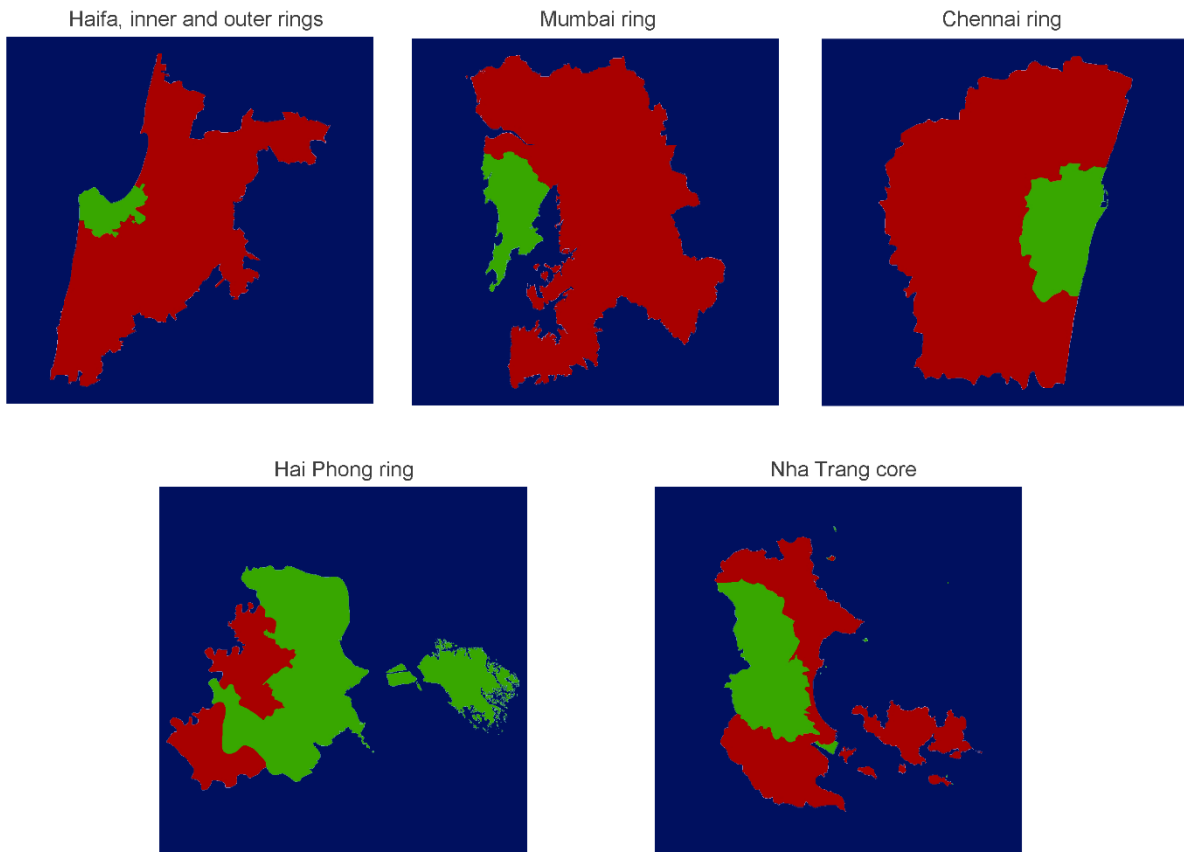 Haifa, inner and outer rings
Mumbai ring
Chennai ring
Hai Phong ring
Nha Trang core